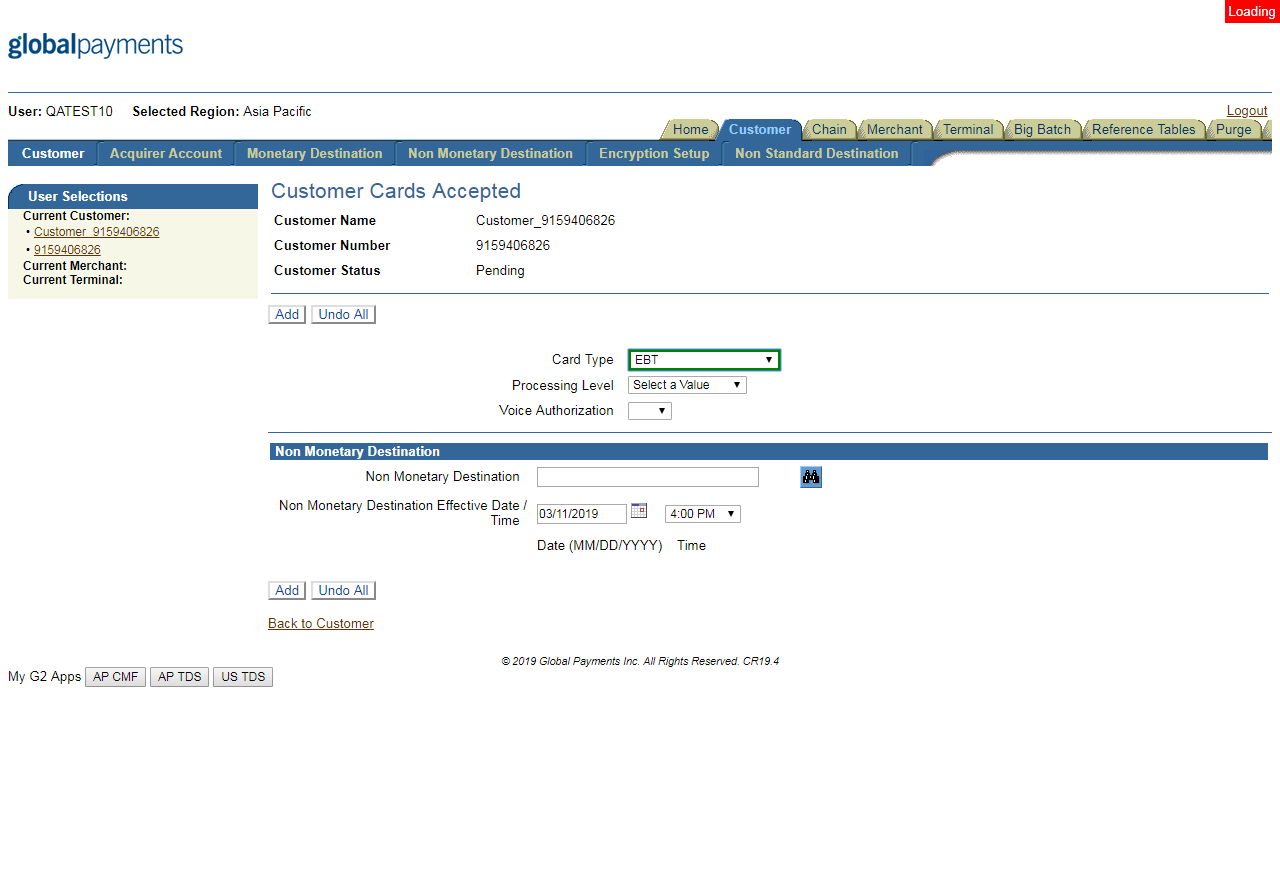 Loading
globalpayments
User: QATEST10 Selected Region: Asia Pacific
Logout
Home Customer Chain Merchant Terminal Big Batch Reference Tables Purge
Customer Acquirer Account Monetary Destination Non Monetary Destination Encryption Setup Non Standard Destination
User Selections
Current Customer:
• Customer_9159406826
• 9159406826
Current Merchant:
Current Terminal:
Customer Cards Accepted
Customer Name Customer_9159406826
Customer Number 9159406826
Customer Status Pending
Add Undo All
Card Type EBT
Processing Level Select a Value
Voice Authorization
Non Monetary Destination
Non Monetary Destination
Non Monetary Destination Effective Date /
Time 03/11/2019 4:00 PM
Date (MM/DD/YYYY) Time
Add Undo All
Back to Customer
© 2019 Global Payments Inc. All Rights Reserved. CR19.4
My G2 Apps AP CMF AP TDS US TDS